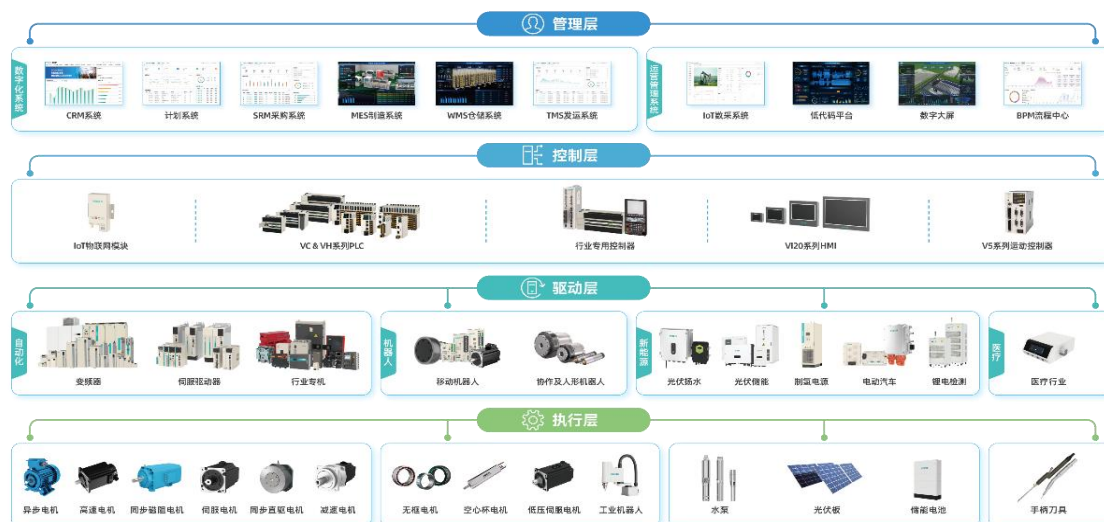 管理层
数字化系统
CRM系统
计划系统
SRM采购系统
MES制造系统
WMS仓储系统
TMS发运系统
运营管理系统
IoT数采系统
低代码平台
数字大屏
BPM流程中心
控制层
IoT物联网模块
VC & VH系列PLC
行业专用控制器
VI20系列HMI
V5系列运动控制器
驱动层
自动化
变频器
伺服驱动器
行业专机
机器人
移动机器人
协作及人形机器人
新能源
光伏扬水
光伏储能
制氢电源
电动汽车
锂电检测
医疗
医疗行业
执行层
异步电机
高速电机
同步磁阻电机
伺服电机
同步直驱电机
减速电机
无框电机
空心杯电机
低压伺服电机
工业机器人
水泵
光伏板
储能电池
手柄刀具